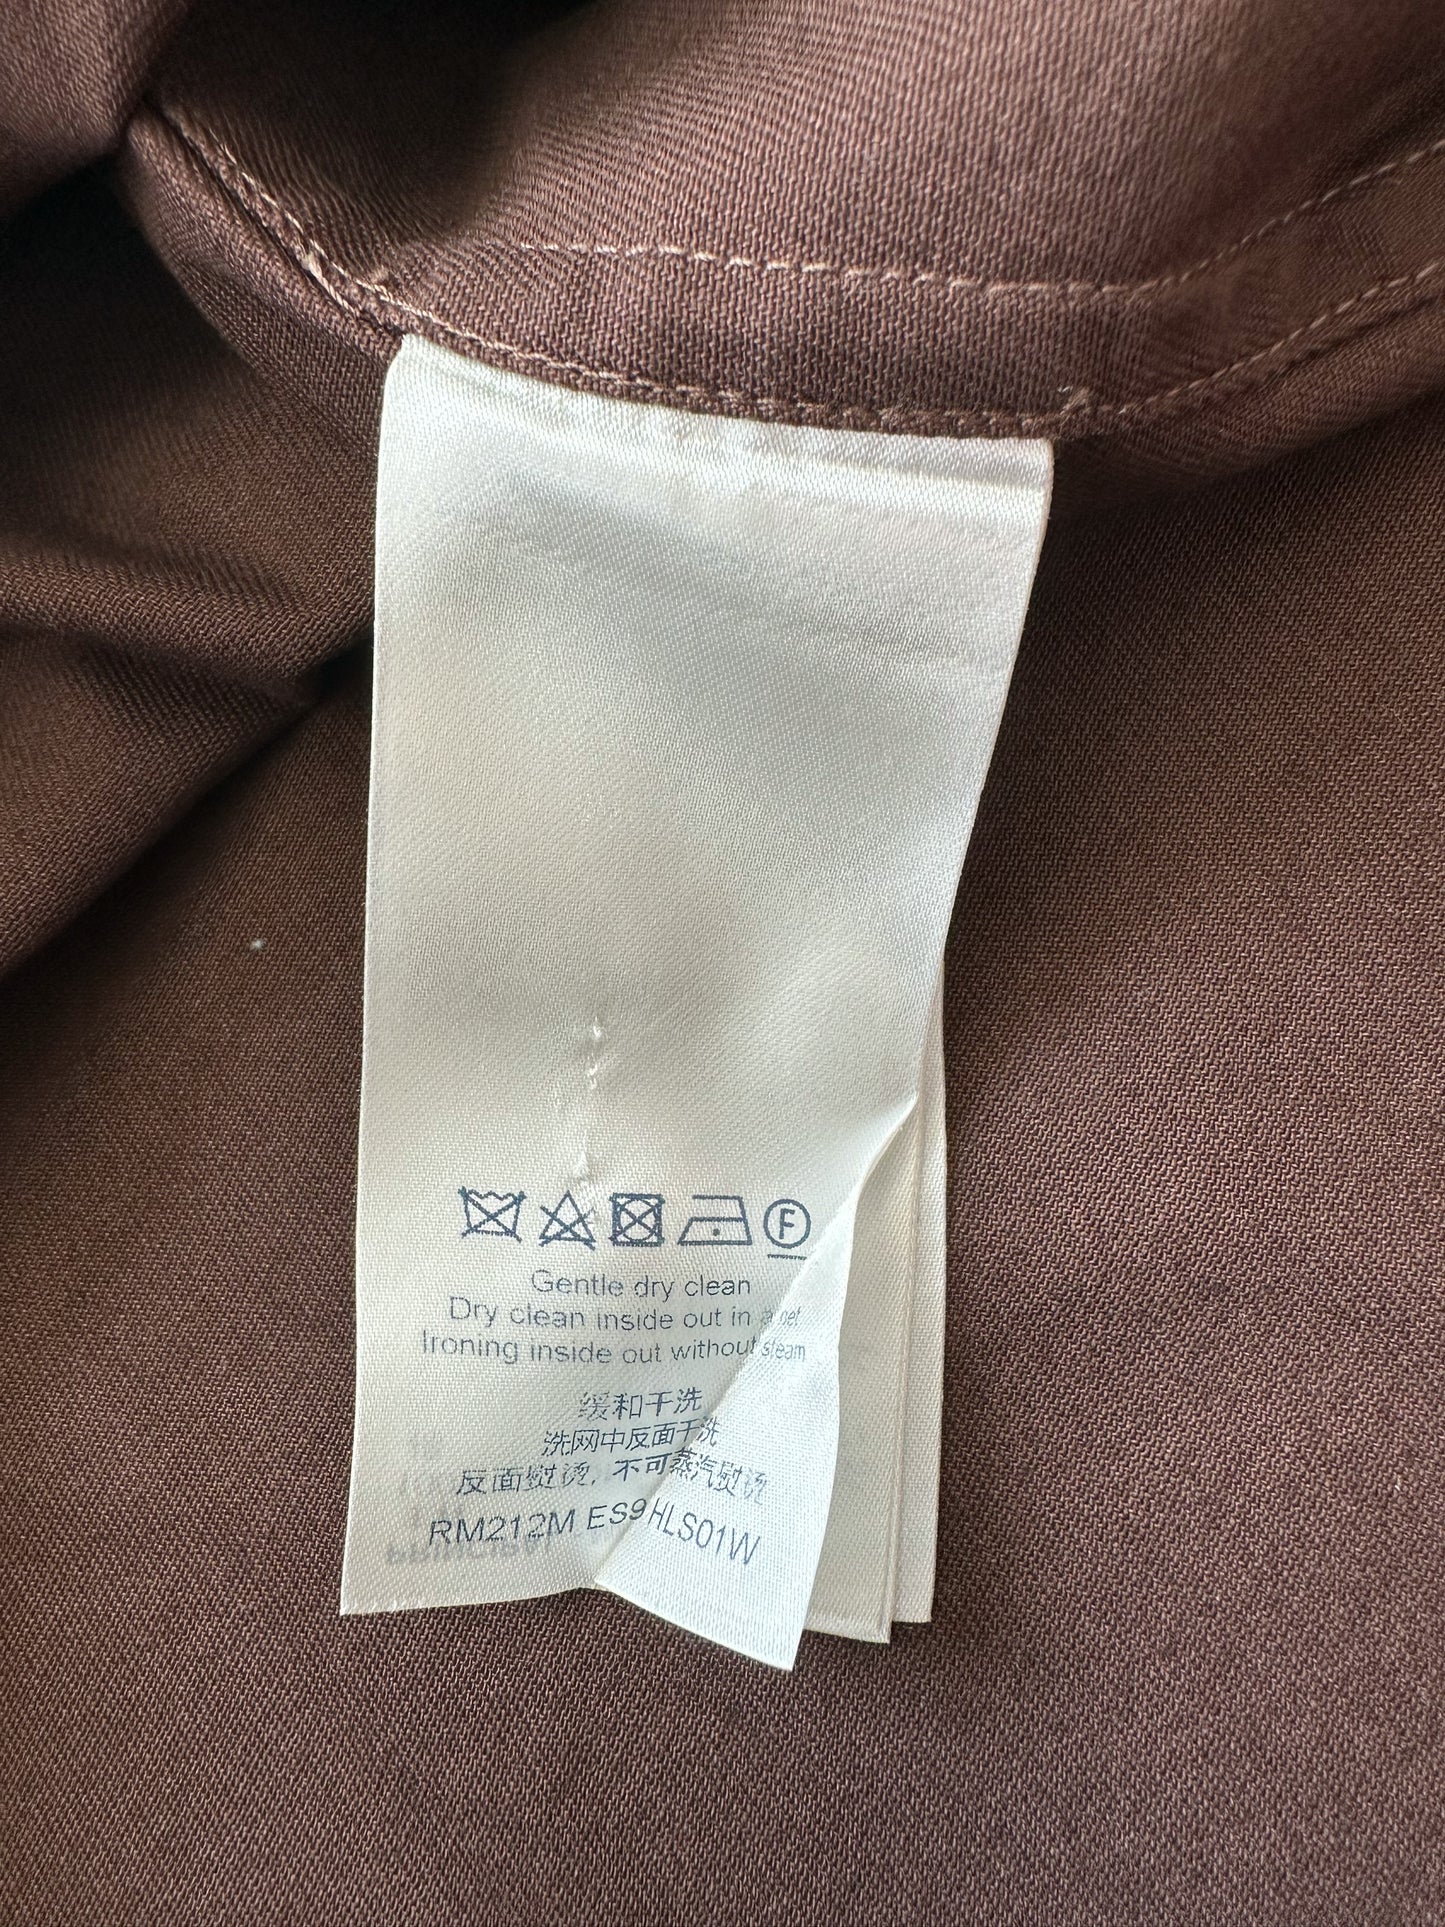 F
Gentle dry clean
Dry clean inside out in a net
Ironing inside out without steam
缓和干洗
洗网中反面干洗
反面熨烫, 不可蒸汽熨烫
RM212M ES9 HLS01W